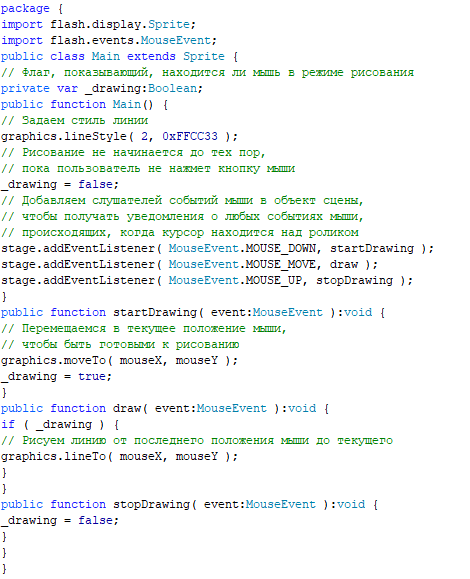 package {
import flash.display.Sprite;
import flash.events.MouseEvent;
public class Main extends Sprite {
// Флаг, показывающий, находится ли мышь в режиме рисования
private var _drawing:Boolean;
public function Main() {
// Задаем стиль линии
graphics.lineStyle( 2, 0xFFCC33 );
// Рисование не начинается до тех пор,
// пока пользователь не нажмет кнопку мыши
_drawing = false;
// Добавляем слушателей событий мыши в объект сцены,
// чтобы получать уведомления о любых событиях мыши,
// происходящих, когда курсор находится над роликом
stage.addEventListener( MouseEvent.MOUSE_DOWN, startDrawing );
stage.addEventListener( MouseEvent.MOUSE_MOVE, draw );
stage.addEventListener( MouseEvent.MOUSE_UP, stopDrawing );
}
public function startDrawing( event:MouseEvent ):void {
// Перемещаемся в текущее положение мыши,
// чтобы быть готовыми к рисованию
graphics.moveTo( mouseX, mouseY );
_drawing = true;
}
public function draw( event:MouseEvent ):void {
if ( _drawing ) {
// Рисуем линию от последнего положения мыши до текущего
graphics.lineTo( mouseX, mouseY );
}
}
public function stopDrawing( event:MouseEvent ):void {
_drawing = false;
}
}
}